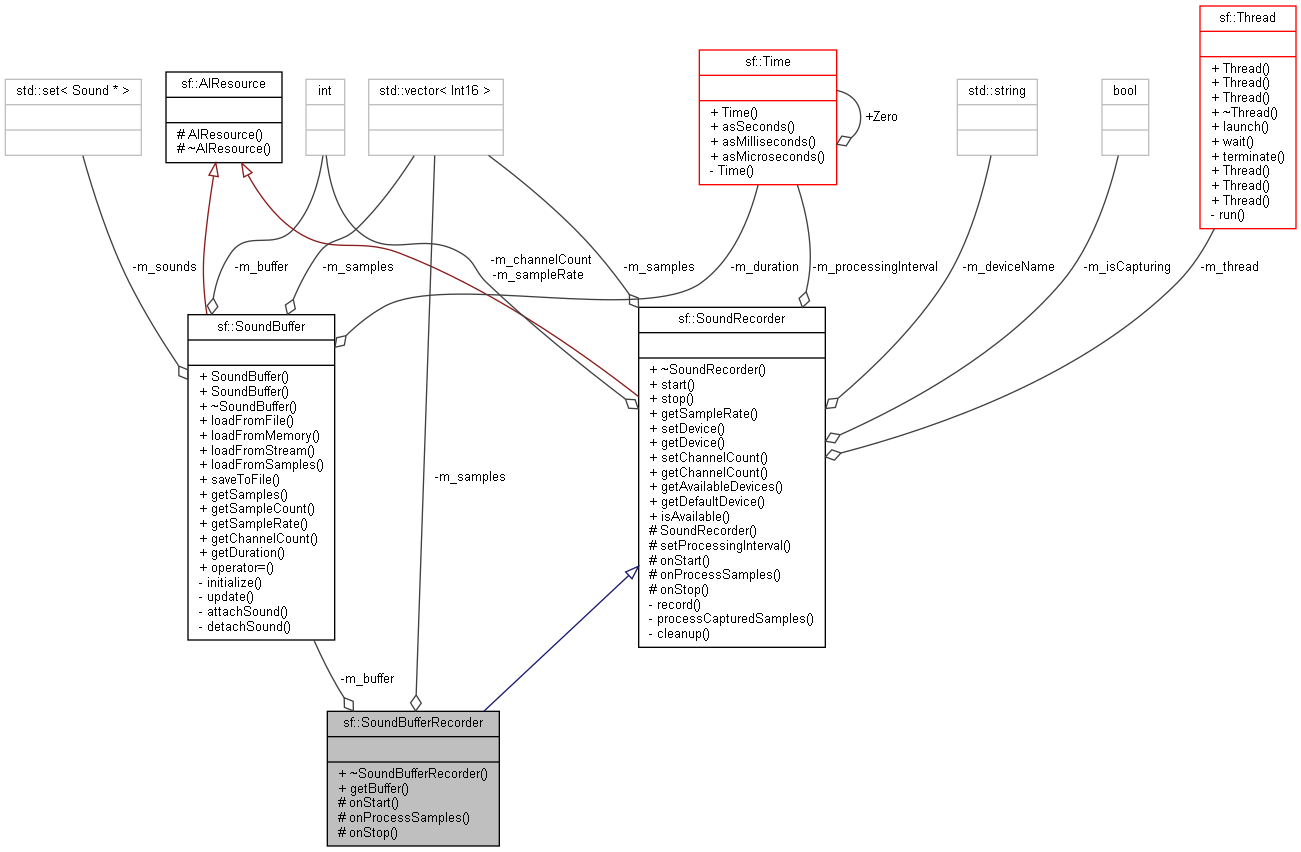 std::set< Sound * >
sf::AlResource
# AlResource()
# ~AlResource()
int
std::vector< Int16 >
sf::Time
+ Time()
+ asSeconds()
+ asMilliseconds()
+ asMicroseconds()
- Time()
+Zero
std::string
bool
sf::Thread
+ Thread()
+ Thread()
+ Thread()
+ ~Thread()
+ launch()
+ wait()
+ terminate()
+ Thread()
+ Thread()
+ Thread()
- run()
-m_sounds
-m_buffer
-m_samples
-m_channelCount
-m_sampleRate
-m_samples
-m_duration
-m_processingInterval
-m_deviceName
-m_isCapturing
-m_thread
sf::SoundBuffer
+ SoundBuffer()
+ SoundBuffer()
+ ~SoundBuffer()
+ loadFromFile()
+ loadFromMemory()
+ loadFromStream()
+ loadFromSamples()
+ saveToFile()
+ getSamples()
+ getSampleCount()
+ getSampleRate()
+ getChannelCount()
+ getDuration()
+ operator=()
- initialize()
- update()
- attachSound()
- detachSound()
-m_samples
sf::SoundRecorder
+ ~SoundRecorder()
+ start()
+ stop()
+ getSampleRate()
+ setDevice()
+ getDevice()
+ setChannelCount()
+ getChannelCount()
+ getAvailableDevices()
+ getDefaultDevice()
+ isAvailable()
# SoundRecorder()
# setProcessingInterval()
# onStart()
# onProcessSamples()
# onStop()
- record()
- processCapturedSamples()
- cleanup()
-m_buffer
sf::SoundBufferRecorder
+ ~SoundBufferRecorder()
+ getBuffer()
# onStart()
# onProcessSamples()
# onStop()